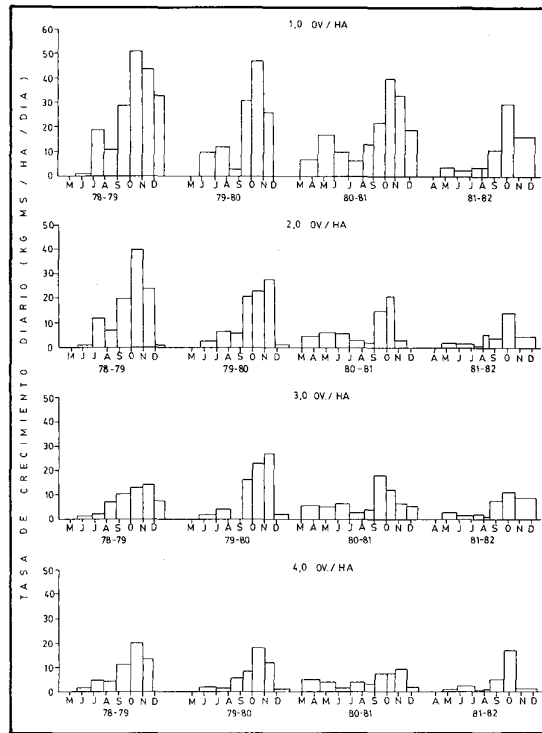 TASA DE CRECIMIENTO DIARIO (KG MS / HA / DIA)
1,0 OV/ HA
60
50
40
30
20
10
0
M J J A S O N D M J J A S O N D M A M J J A S O N D A M J J A S O N D
78-79 79-80 80-81 81-82
2,0 OV/ HA
50
40
30
20
10
0
M J J A S O N D M J J A S O N D M A M J J A S O N D A M J J A S O N D
78-79 79-80 80-81 81-82
3,0 OV./ HA
50
40
30
20
10
0
M J J A S O N D M J J A S O N D M A M J J A S O N D A M J J A S O N D
78-79 79-80 80-81 81-82
4,0 OV./ HA
50
40
30
20
10
0
M J J A S O N D M J J A S O N D M A M J J A S O N D A M J J A S O N D
78-79 79-80 80-81 81-82